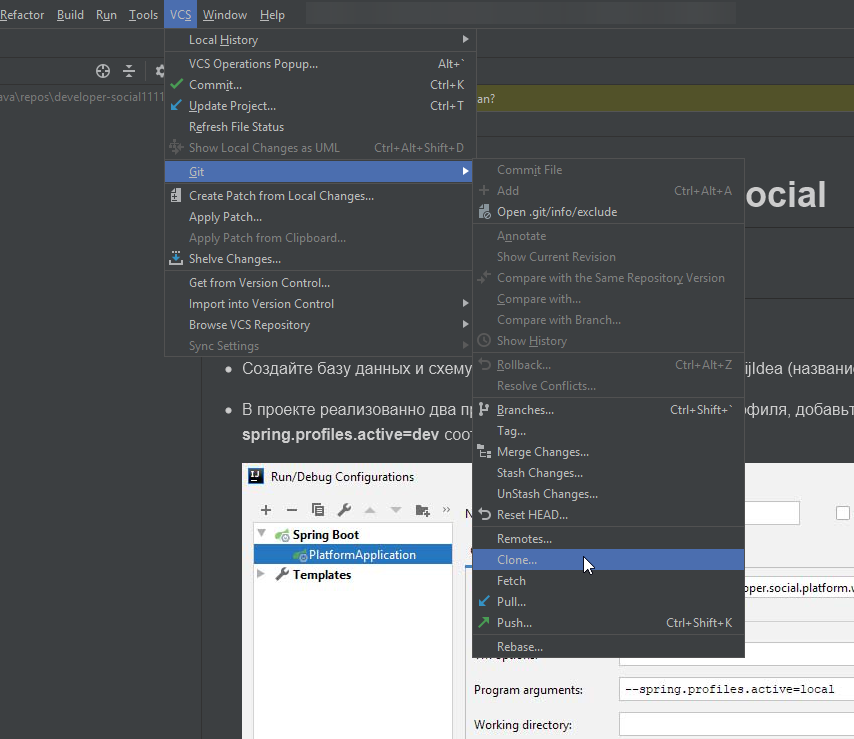 Refactor Build Run Tools VCS Window Help
Local History
VCS Operations Popup... Alt+`
Commit... Ctrl+K
ava\repos\developer-social1111
an?
Update Project... Ctrl+T
Refresh File Status
Show Local Changes as UML Ctrl+Alt+Shift+D
Git
Create Patch from Local Changes...
Apply Patch...
Apply Patch from Clipboard...
Shelve Changes...
Get from Version Control...
Import into Version Control
Browse VCS Repository
Sync Settings
Commit File
Add Ctrl+Alt+A
Open .git/info/exclude
Annotate
Show Current Revision
Compare with the Same Repository Version
Compare with...
Compare with Branch...
Show History
Rollback... Ctrl+Alt+Z
Resolve Conflicts...
Branches... Ctrl+Shift+`
Tag...
Merge Changes...
Stash Changes...
UnStash Changes...
Reset HEAD...
Remotes...
Clone...
Fetch
Pull...
Push... Ctrl+Shift+K
Rebase...
ocial
• Создайте базу данных и схему
ijIdea (название
• В проекте реализованно два п
филя, добавьт
spring.profiles.active=dev соо
Run/Debug Configurations
Spring Boot
PlatformApplication
Templates
oper.social.platform.w
Program arguments: --spring.profiles.active=local
Working directory: